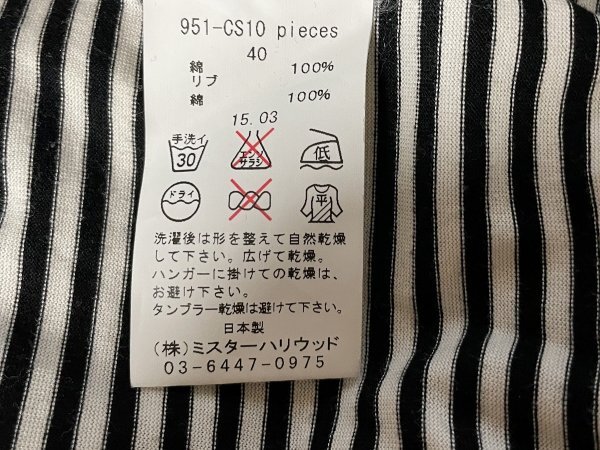 951-CS10 pieces
40
綿 100%
リブ
綿 100%
15.03
手洗イ
30
エンソ
サラシ
低
ドライ
平
洗濯後は形を整えて自然乾燥
して下さい。広げて乾燥。
ハンガーに掛けての乾燥は、
お避け下さい。
タンブラー乾燥は避けて下さい。
日本製
(株)ミスターハリウッド
03-6447-0975